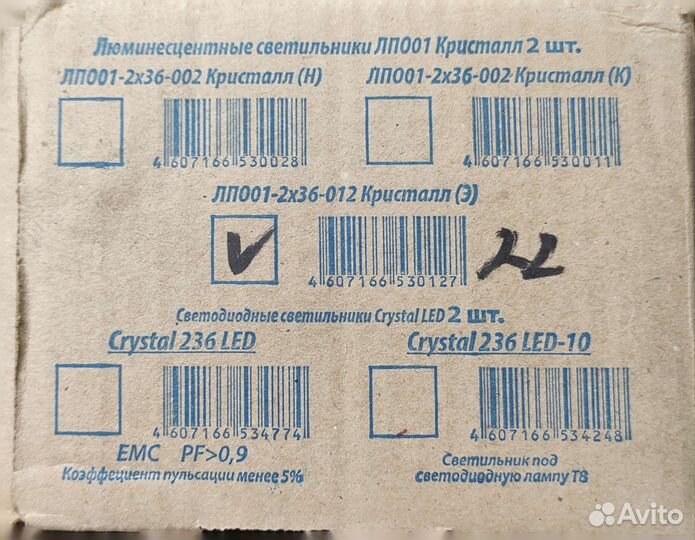 Люминесцентные светильники ЛПО01 Кристалл 2 шт.
ЛПО01-2х36-002 Кристалл (Н) ЛПО01-2х36-002 Кристалл (К)
4 607166 530028 4 607166 530011
ЛПО01-2х36-012 Кристалл (Э)
V 4 607166 530127 22
Светодиодные светильники Crystal LED 2 шт.
Crystal 236 LED Crystal 236 LED-10
4 607166 534774 4 607166 534248
EMC PF>0,9
Коэффециент пульсации менее 5%
Светильник под
светодиодную лампу Т8
Avito